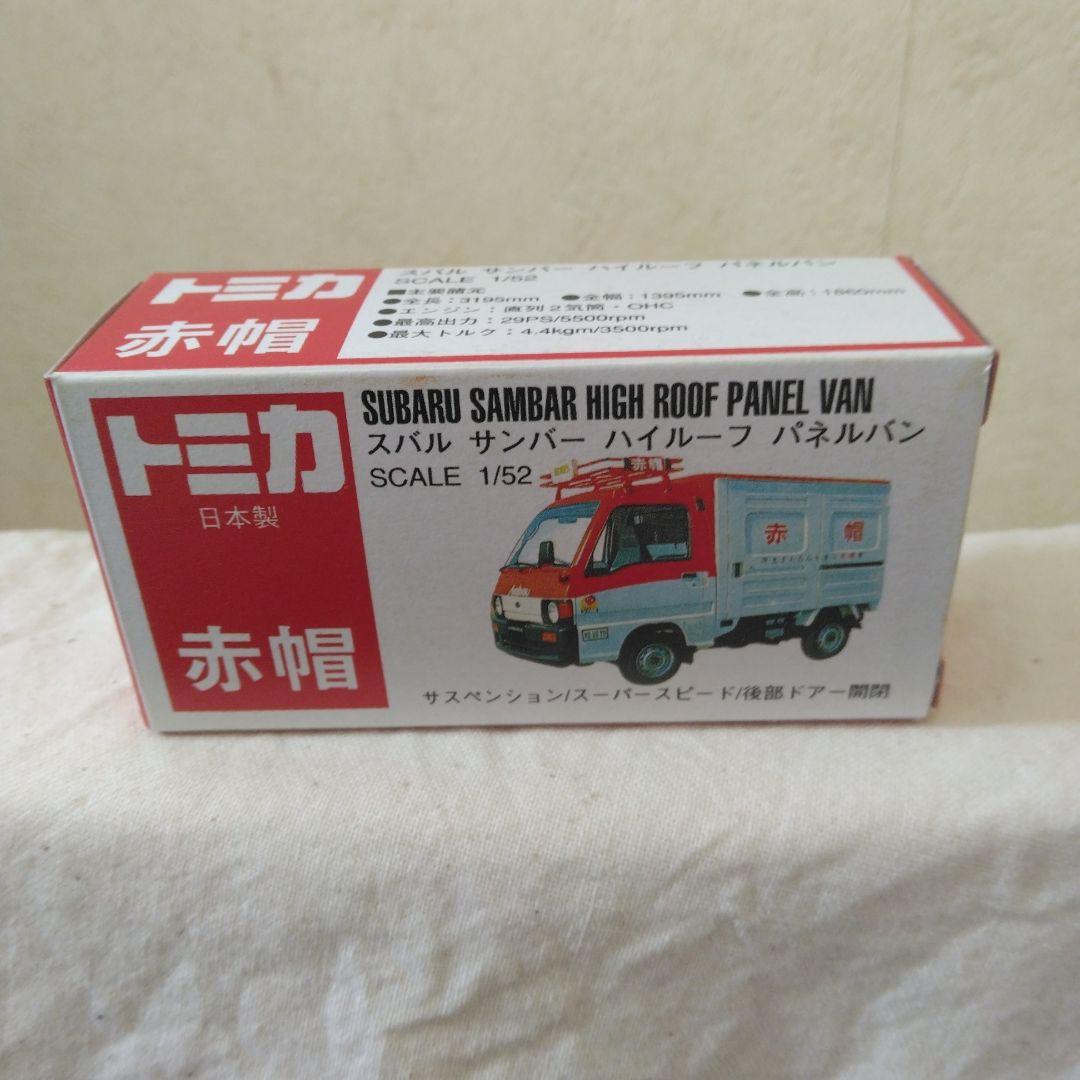 トミカ
赤帽
スバル サンバー ハイルーフ パネルバン
SCALE 1/52
■主要諸元
●全長：3195mm ●全幅：1395mm ●全高：
●エンジン：直列2気筒・OHC
●最高出力：29PS/5500rpm
●最大トルク：4.4kgm/3500rpm
トミカ
日本製
赤帽
SUBARU SAMBAR HIGH ROOF PANEL VAN
スバル サンバー ハイルーフ パネルバン
SCALE 1/52
赤帽
赤 帽
サスペンション/スーパースピード/後部ドアー開閉